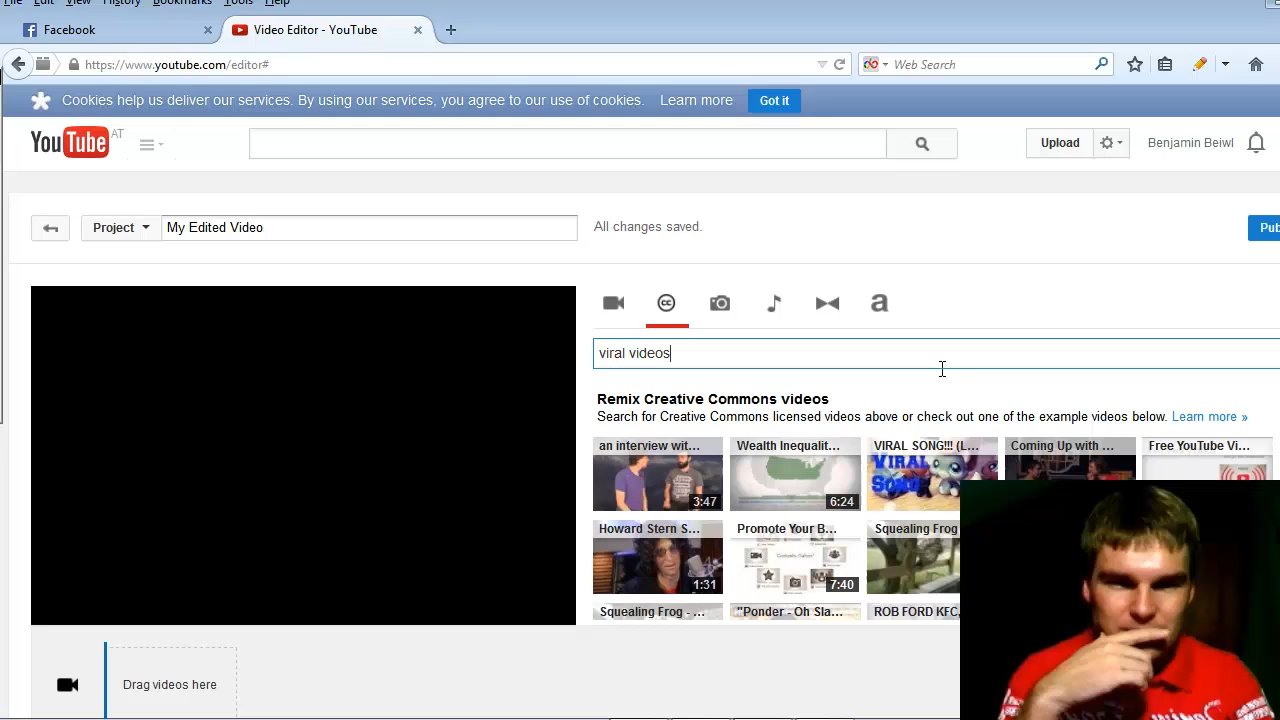 File Edit View History Bookmarks Tools Help
Facebook
Video Editor - YouTube
https://www.youtube.com/editor#
Web Search
Cookies help us deliver our services. By using our services, you agree to our use of cookies. Learn more Got it
YouTube AT
Upload
Benjamin Beiwl
Project
My Edited Video
All changes saved.
Pub
cc
a
viral videos
Remix Creative Commons videos
Search for Creative Commons licensed videos above or check out one of the example videos below. Learn more »
an interview wit... Wealth Inequalit... VIRAL SONG!!! (L... Coming Up with ... Free YouTube Vi...
VIRAL
SONG
3:47 6:24
Howard Stern S... Promote Your B... Squealing Frog
1:31 7:40
Squealing Frog - ... "Ponder - Oh Sla... ROB FORD KFC,
Drag videos here